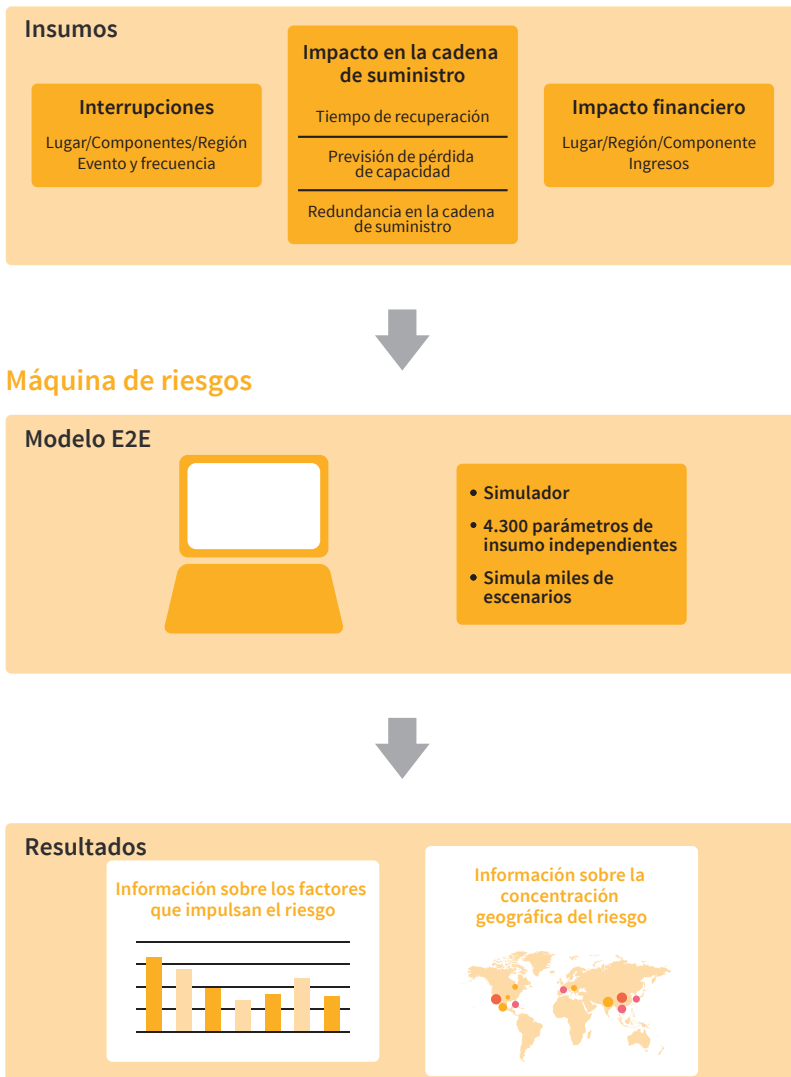 Insumos
Interrupciones
Lugar/Componentes/Región
Evento y frecuencia
Impacto en la cadena
de suministro
Tiempo de recuperación
Previsión de pérdida
de capacidad
Redundancia en la cadena
de suministro
Impacto financiero
Lugar/Región/Componente
Ingresos
Máquina de riesgos
Modelo E2E
• Simulador
• 4.300 parámetros de
insumo independientes
• Simula miles de
escenarios
Resultados
Información sobre los factores
que impulsan el riesgo
Información sobre la
concentración
geográfica del riesgo